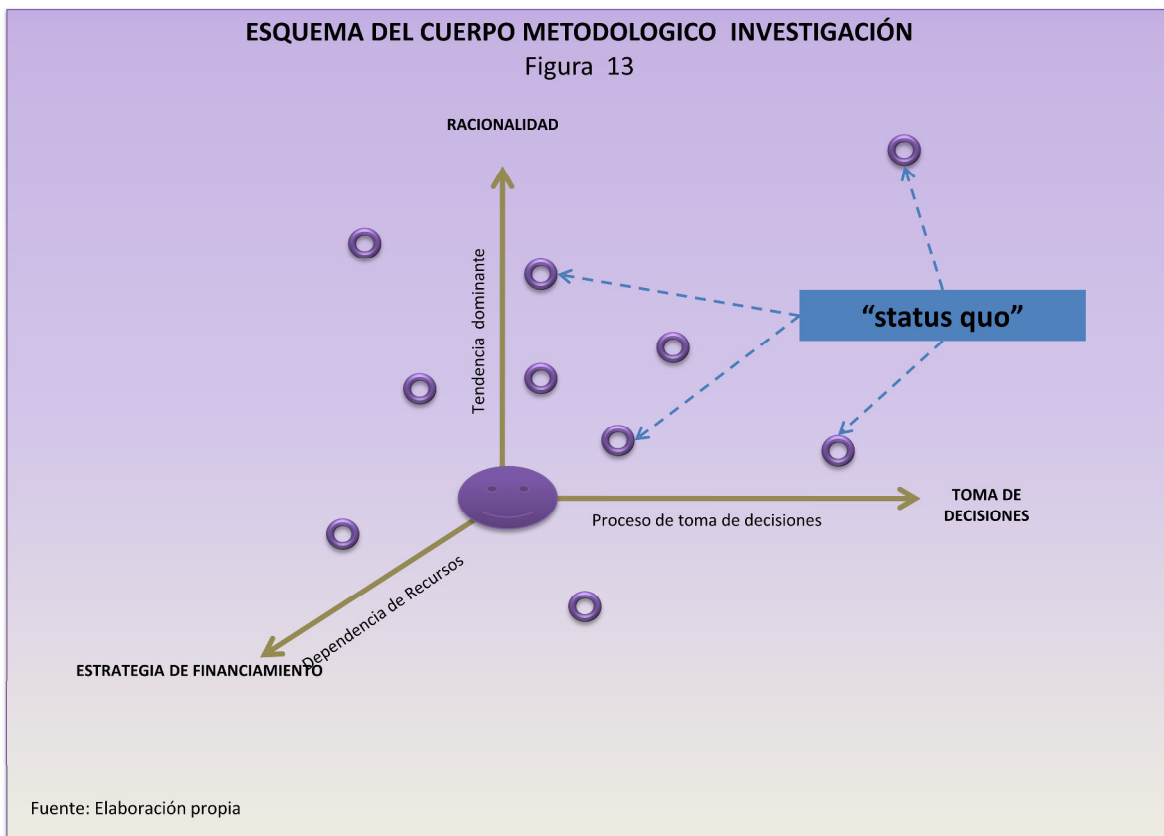 ESQUEMA DEL CUERPO METODOLOGICO INVESTIGACIÓN
Figura 13
RACIONALIDAD
Tendencia dominante
“status quo”
Proceso de toma de decisiones
TOMA DE
DECISIONES
Dependencia de Recursos
ESTRATEGIA DE FINANCIAMIENTO
Fuente: Elaboración propia